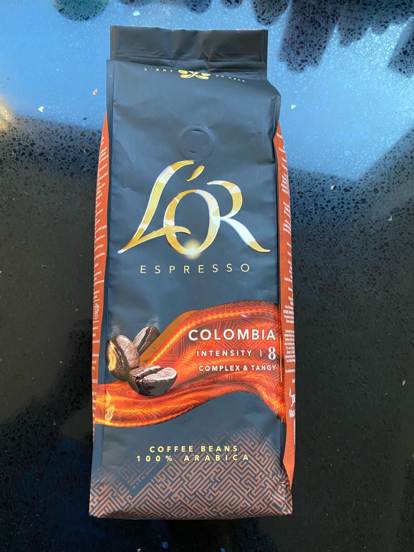 L'OR
ESPRESSO
COLOMBIA
INTENSITY | 8
COMPLEX & TANGY
COFFEE BEANS
100% ARABICA